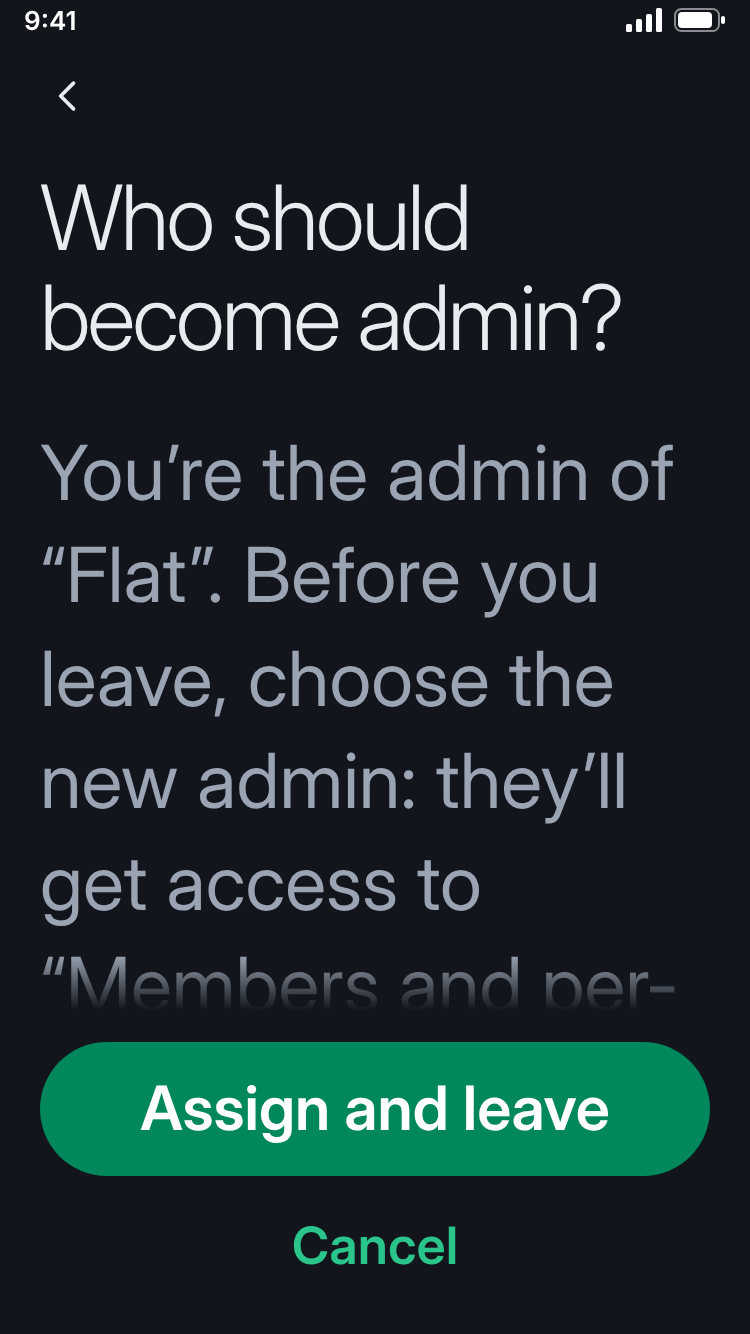 9:41
Who should
become admin?
You’re the admin of
“Flat”. Before you
leave, choose the
new admin: they’ll
get access to
“Members and per-
Assign and leave
Cancel